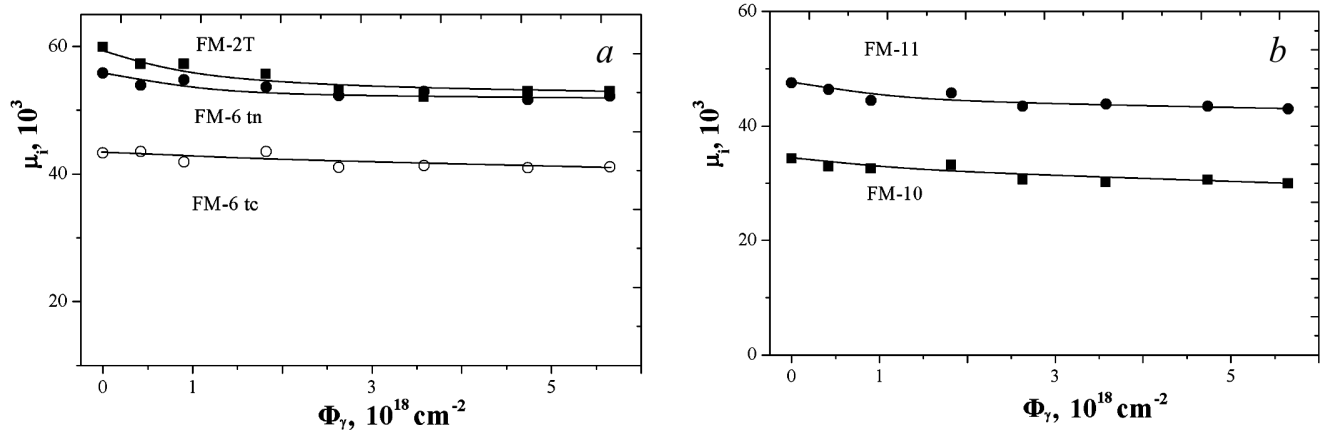 a
FM-2T
FM-6 tn
FM-6 tc
μᵢ, 10³
60
40
20
0
1
3
5
Φᵧ, 10¹⁸ cm⁻²
b
FM-11
FM-10
μᵢ, 10³
60
40
20
0
0
1
3
5
Φᵧ, 10¹⁸ cm⁻²